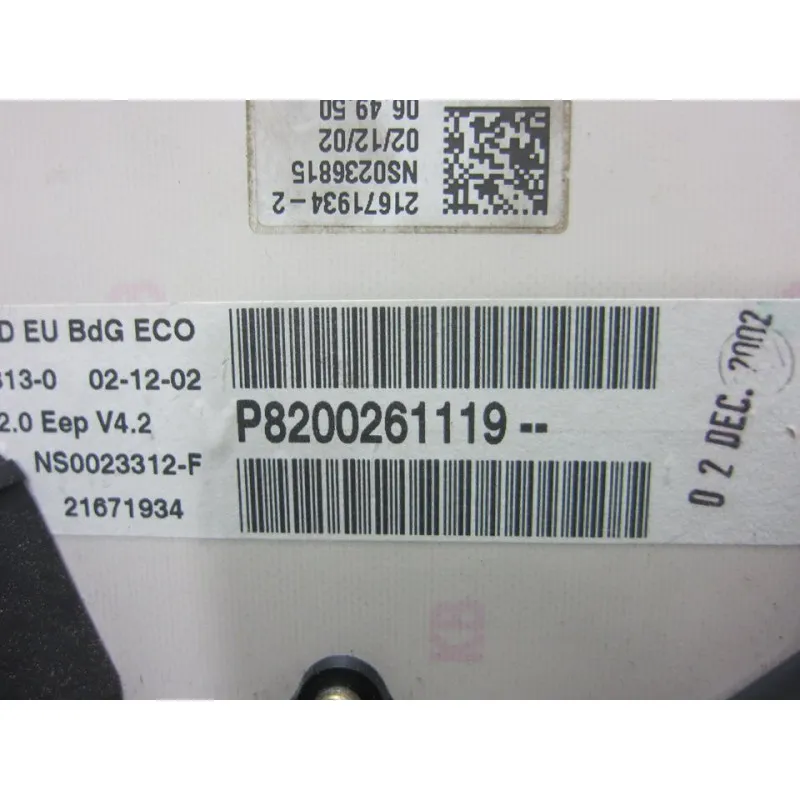 06.49.50
02/12/02
NS0236815
21671934-2
D EU BdG ECO
313-0 02-12-02
2.0 Eep V4.2
NS0023312-F
21671934
P8200261119--
0 2 DEC. 2002
KB